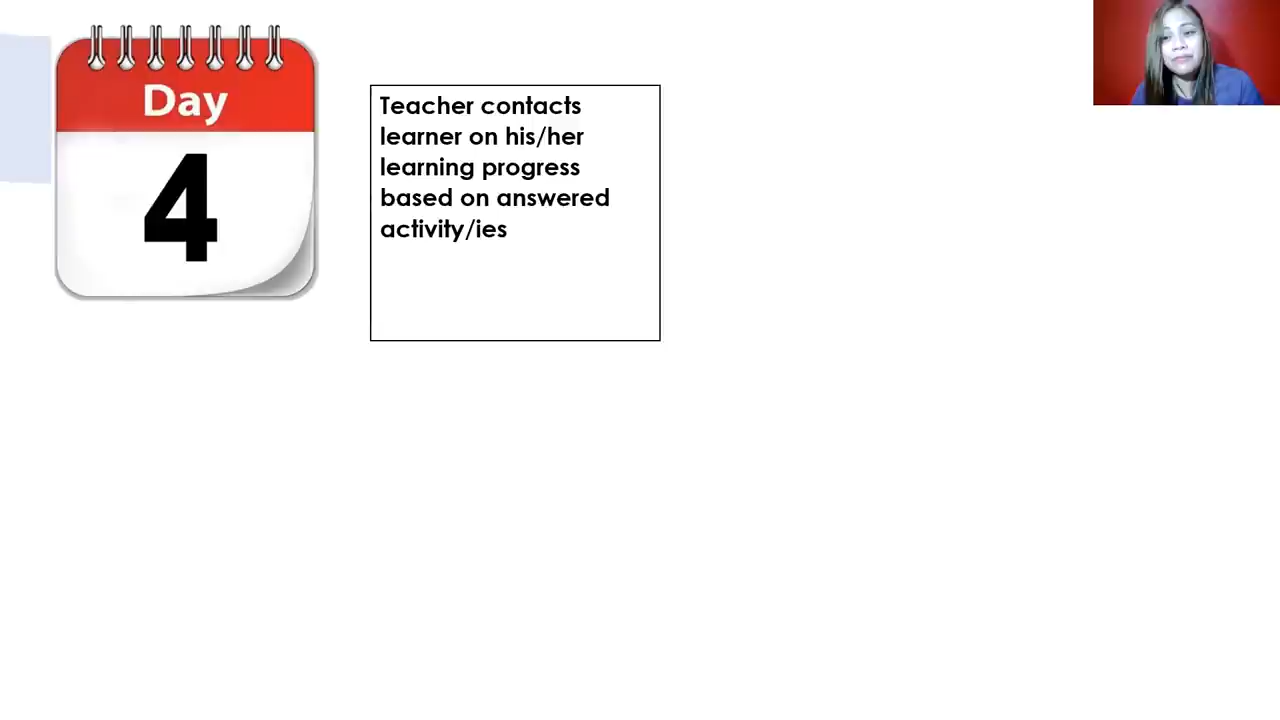 Day
4
Teacher contacts
learner on his/her
learning progress
based on answered
activity/ies